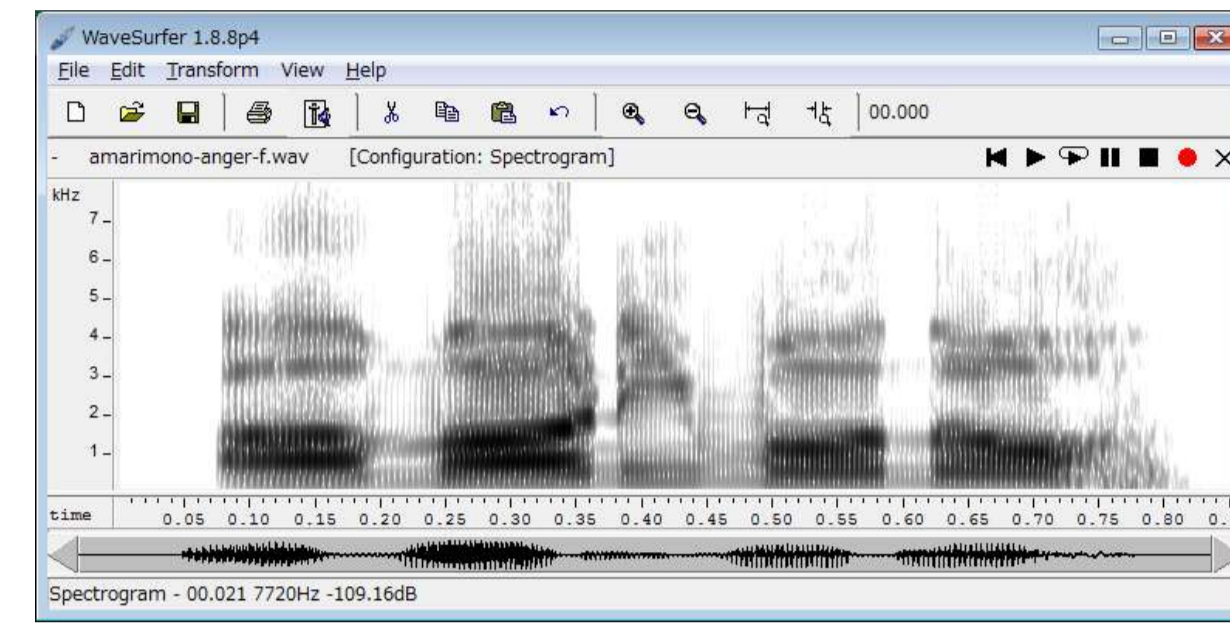 WaveSurfer 1.8.8p4
File Edit Transform View Help
00.000
- amarimono-anger-f.wav [Configuration: Spectrogram]
kHz
7
6
5
4
3
2
1
time 0.05 0.10 0.15 0.20 0.25 0.30 0.35 0.40 0.45 0.50 0.55 0.60 0.65 0.70 0.75 0.80 0.
Spectrogram - 00.021 7720Hz -109.16dB